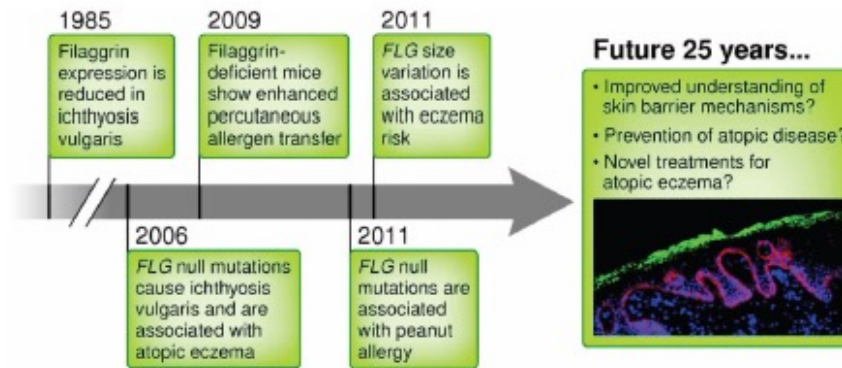 1985
Filaggrin
expression is
reduced in
ichthyosis
vulgaris
2009
Filaggrin-
deficient mice
show enhanced
percutaneous
allergen transfer
2011
FLG size
variation is
associated
with eczema
risk
2006
FLG null mutations
cause ichthyosis
vulgaris and are
associated with
atopic eczema
2011
FLG null
mutations are
associated
with peanut
allergy
Future 25 years...
• Improved understanding of
skin barrier mechanisms?
• Prevention of atopic disease?
• Novel treatments for
atopic eczema?